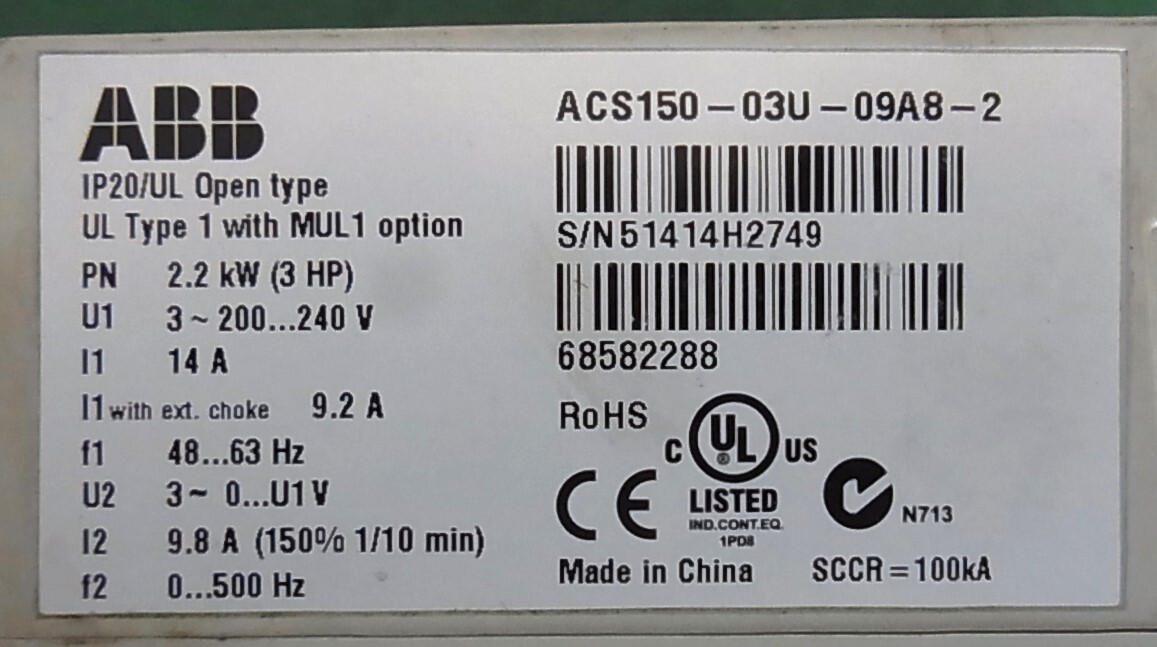 ABB
IP20/UL Open type
UL Type 1 with MUL1 option
PN 2.2 kW (3 HP)
U1 3~200...240 V
I1 14 A
I1 with ext. choke 9.2 A
f1 48...63 Hz
U2 3~ 0...U1 V
I2 9.8 A (150% 1/10 min)
f2 0...500 Hz
ACS150-03U-09A8-2
S/N51414H2749
68582288
RoHS
C UL ® US
LISTED
IND.CONT.EQ.
1PD8
CE
N713
Made in China
SCCR=100kA